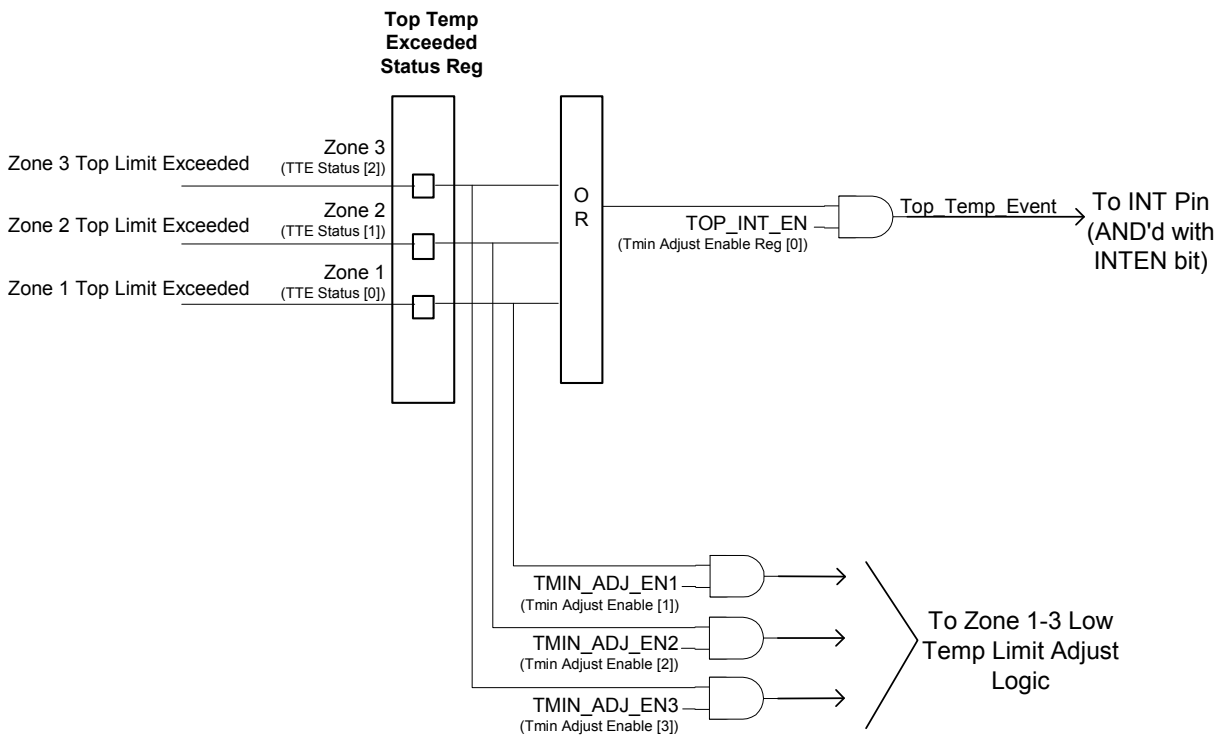 Top Temp
Exceeded
Status Reg
Zone 3 Top Limit Exceeded
Zone 3
(TTE Status [2])
Zone 2 Top Limit Exceeded
Zone 2
(TTE Status [1])
Zone 1 Top Limit Exceeded
Zone 1
(TTE Status [0])
O
R
TOP_INT_EN
(Tmin Adjust Enable Reg [0])
Top_Temp_Event
To INT Pin
(AND'd with
INTEN bit)
TMIN_ADJ_EN1
(Tmin Adjust Enable [1])
TMIN_ADJ_EN2
(Tmin Adjust Enable [2])
TMIN_ADJ_EN3
(Tmin Adjust Enable [3])
To Zone 1-3 Low
Temp Limit Adjust
Logic